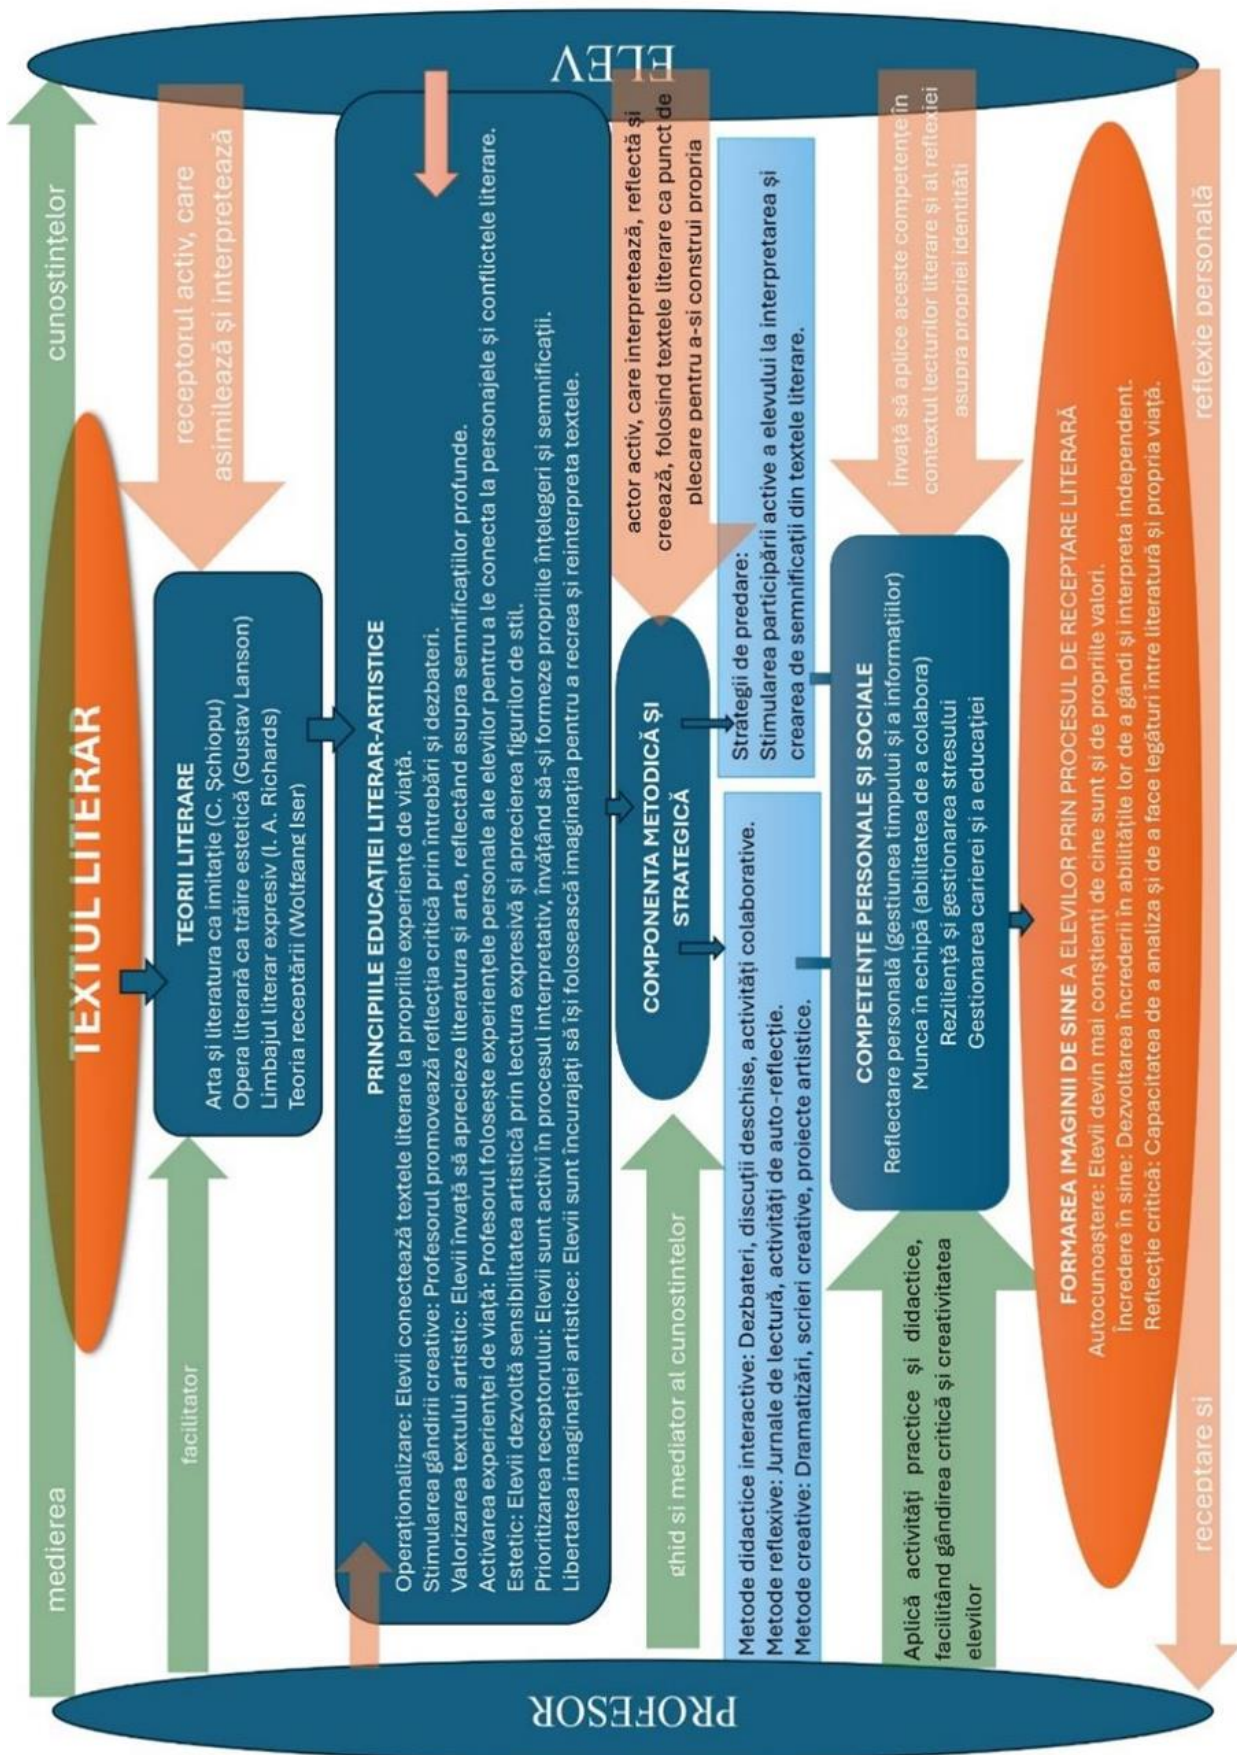 TEXTUL LITERAR
medierea
cunoștințelor
PROFESOR
ELEV
facilitator
TEORII LITERARE
Arta și literatura ca imitație (C. Șchiopu)
Opera literară ca trăire estetică (Gustav Lanson)
Limbajul literar expresiv (I. A. Richards)
Teoria receptării (Wolfgang Iser)
receptorul activ, care
asimilează și interpretează
PRINCIPIILE EDUCAȚIEI LITERAR-ARTISTICE
Operaționalizare: Elevii conectează textele literare la propriile experiențe de viață.
Stimularea gândirii creative: Profesorul promovează reflecția critică prin întrebări și dezbateri.
Valorizarea textului artistic: Elevii învață să aprecieze literatura și arta, reflectând asupra semnificațiilor profunde.
Activarea experienței de viață: Profesorul folosește experiențele personale ale elevilor pentru a le conecta la personajele și conflictele literare.
Estetic: Elevii dezvoltă sensibilitatea artistică prin lectura expresivă și aprecierea figurilor de stil.
Prioritizarea receptorului: Elevii sunt activi în procesul interpretativ, învățând să-și formeze propriile înțelegeri și semnificații.
Libertatea imaginației artistice: Elevii sunt încurajați să își folosească imaginația pentru a recrea și reinterpreta textele.
ghid si mediator al cunostintelor
COMPONENTA METODICĂ ȘI
STRATEGICĂ
actor activ, care interpretează, reflectă și
creează, folosind textele literare ca punct de
plecare pentru a-si construi propria
Metode didactice interactive: Dezbateri, discuții deschise, activități colaborative.
Metode reflexive: Jurnale de lectură, activități de auto-reflecție.
Metode creative: Dramatizări, scrieri creative, proiecte artistice.
Strategii de predare:
Stimularea participării active a elevului la interpretarea și
crearea de semnificații din textele literare.
Aplică activități practice și didactice,
facilitând gândirea critică și creativitatea
elevilor
COMPETENȚE PERSONALE ȘI SOCIALE
Reflectare personală (gestiunea timpului și a informațiilor)
Munca în echipă (abilitatea de a colabora)
Reziliență și gestionarea stresului
Gestionarea carierei și a educației
Învață să aplice aceste competențe în
contextul lecturilor literare și al reflexiei
asupra propriei identităti
FORMAREA IMAGINII DE SINE A ELEVILOR PRIN PROCESUL DE RECEPTARE LITERARĂ
Autocunoaștere: Elevii devin mai conștienți de cine sunt și de propriile valori.
Încredere în sine: Dezvoltarea încrederii în abilitățile lor de a gândi și interpreta independent.
Reflecție critică: Capacitatea de a analiza și de a face legături între literatură și propria viață.
receptare si
reflexie personală